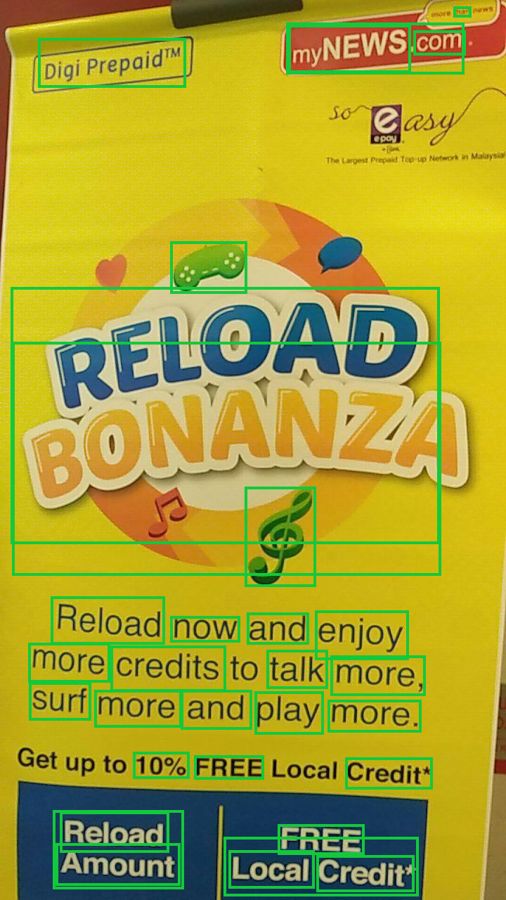 more than news
Digi Prepaid™
myNEWS.com
so easy
e-pay
The Largest Prepaid Top-up Network in Malaysia!
RELOAD
BONANZA
Reload now and enjoy
more credits to talk more,
surf more and play more.
Get up to 10% FREE Local Credit*
Reload
Amount
FREE
Local Credit*